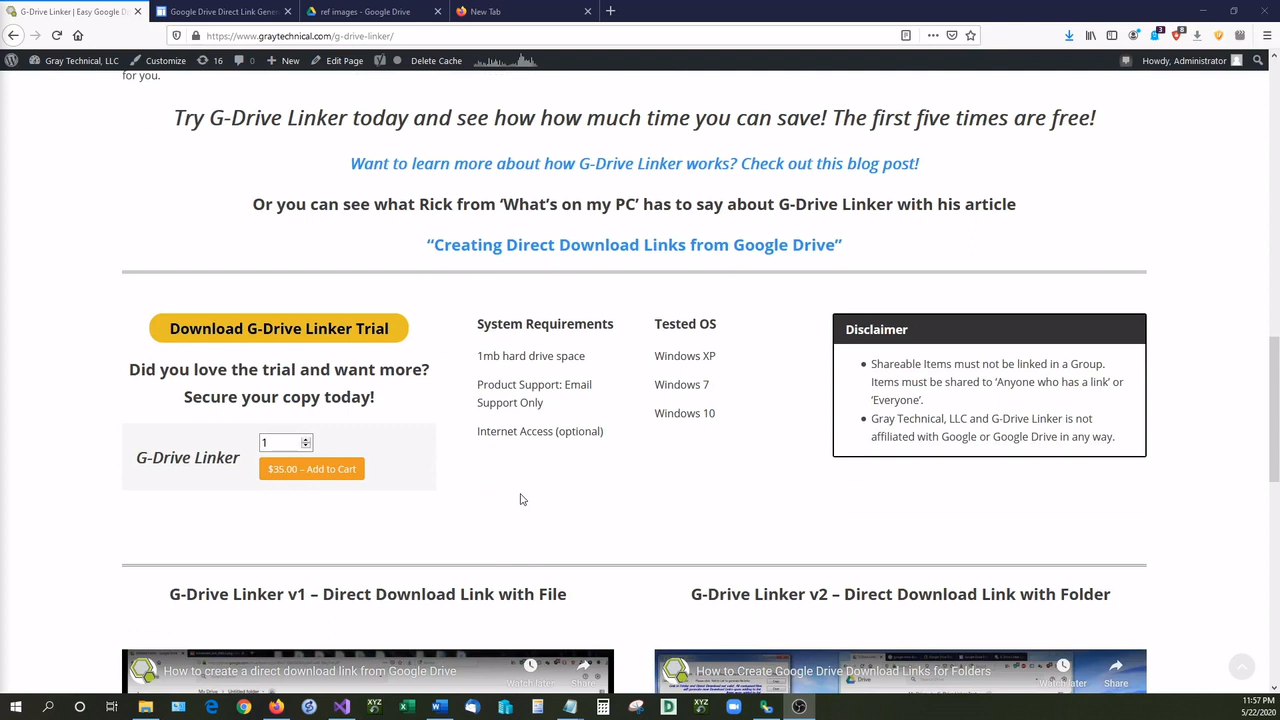 G-Drive Linker | Easy Google D
Google Drive Direct Link Gene
ref images - Google Drive
New Tab
https://www.graytechnical.com/g-drive-linker/
3
8
Gray Technical, LLC
Customize
16
0
New
Edit Page
Delete Cache
Howdy, Administrator
for you.
Try G-Drive Linker today and see how how much time you can save! The first five times are free!
Want to learn more about how G-Drive Linker works? Check out this blog post!
Or you can see what Rick from ‘What’s on my PC’ has to say about G-Drive Linker with his article
“Creating Direct Download Links from Google Drive”
Download G-Drive Linker Trial
Did you love the trial and want more?
Secure your copy today!
G-Drive Linker
1
$35.00 – Add to Cart
System Requirements
1mb hard drive space
Product Support: Email
Support Only
Internet Access (optional)
Tested OS
Windows XP
Windows 7
Windows 10
Disclaimer
Shareable Items must not be linked in a Group.
Items must be shared to ‘Anyone who has a link’ or
‘Everyone’.
Gray Technical, LLC and G-Drive Linker is not
affiliated with Google or Google Drive in any way.
G-Drive Linker v1 – Direct Download Link with File
G-Drive Linker v2 – Direct Download Link with Folder
How to create a direct download link from Google Drive
Watch later
Share
How to Create Google Drive Download Links for Folders
Watch later
Share
XYZ
XYZ
11:57 PM
5/22/2020